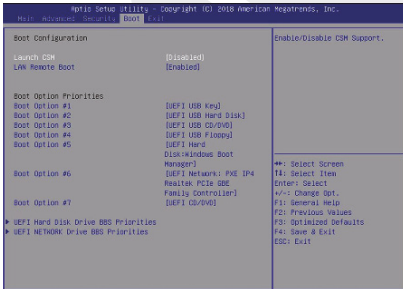 Aptio Setup Utility - Copyright (C) 2018 American Megatrends, Inc.
Main Advanced Security Boot Exit
Boot Configuration
Launch CSM [Disabled]
LAN Remote Boot [Enabled]
Boot Option Priorities
Boot Option #1 [UEFI USB Key]
Boot Option #2 [UEFI USB Hard Disk]
Boot Option #3 [UEFI USB CD/DVD]
Boot Option #4 [UEFI USB Floppy]
Boot Option #5 [UEFI Hard
Disk:Windows Boot
Manager]
Boot Option #6 [UEFI Network: PXE IP4
Realtek PCIe GBE
Family Controller]
Boot Option #7 [UEFI CD/DVD]
UEFI Hard Disk Drive BBS Priorities
UEFI NETWORK Drive BBS Priorities
Enable/Disable CSM Support.
↔: Select Screen
↑↓: Select Item
Enter: Select
+/-: Change Opt.
F1: General Help
F2: Previous Values
F3: Optimized Defaults
F4: Save & Exit
ESC: Exit